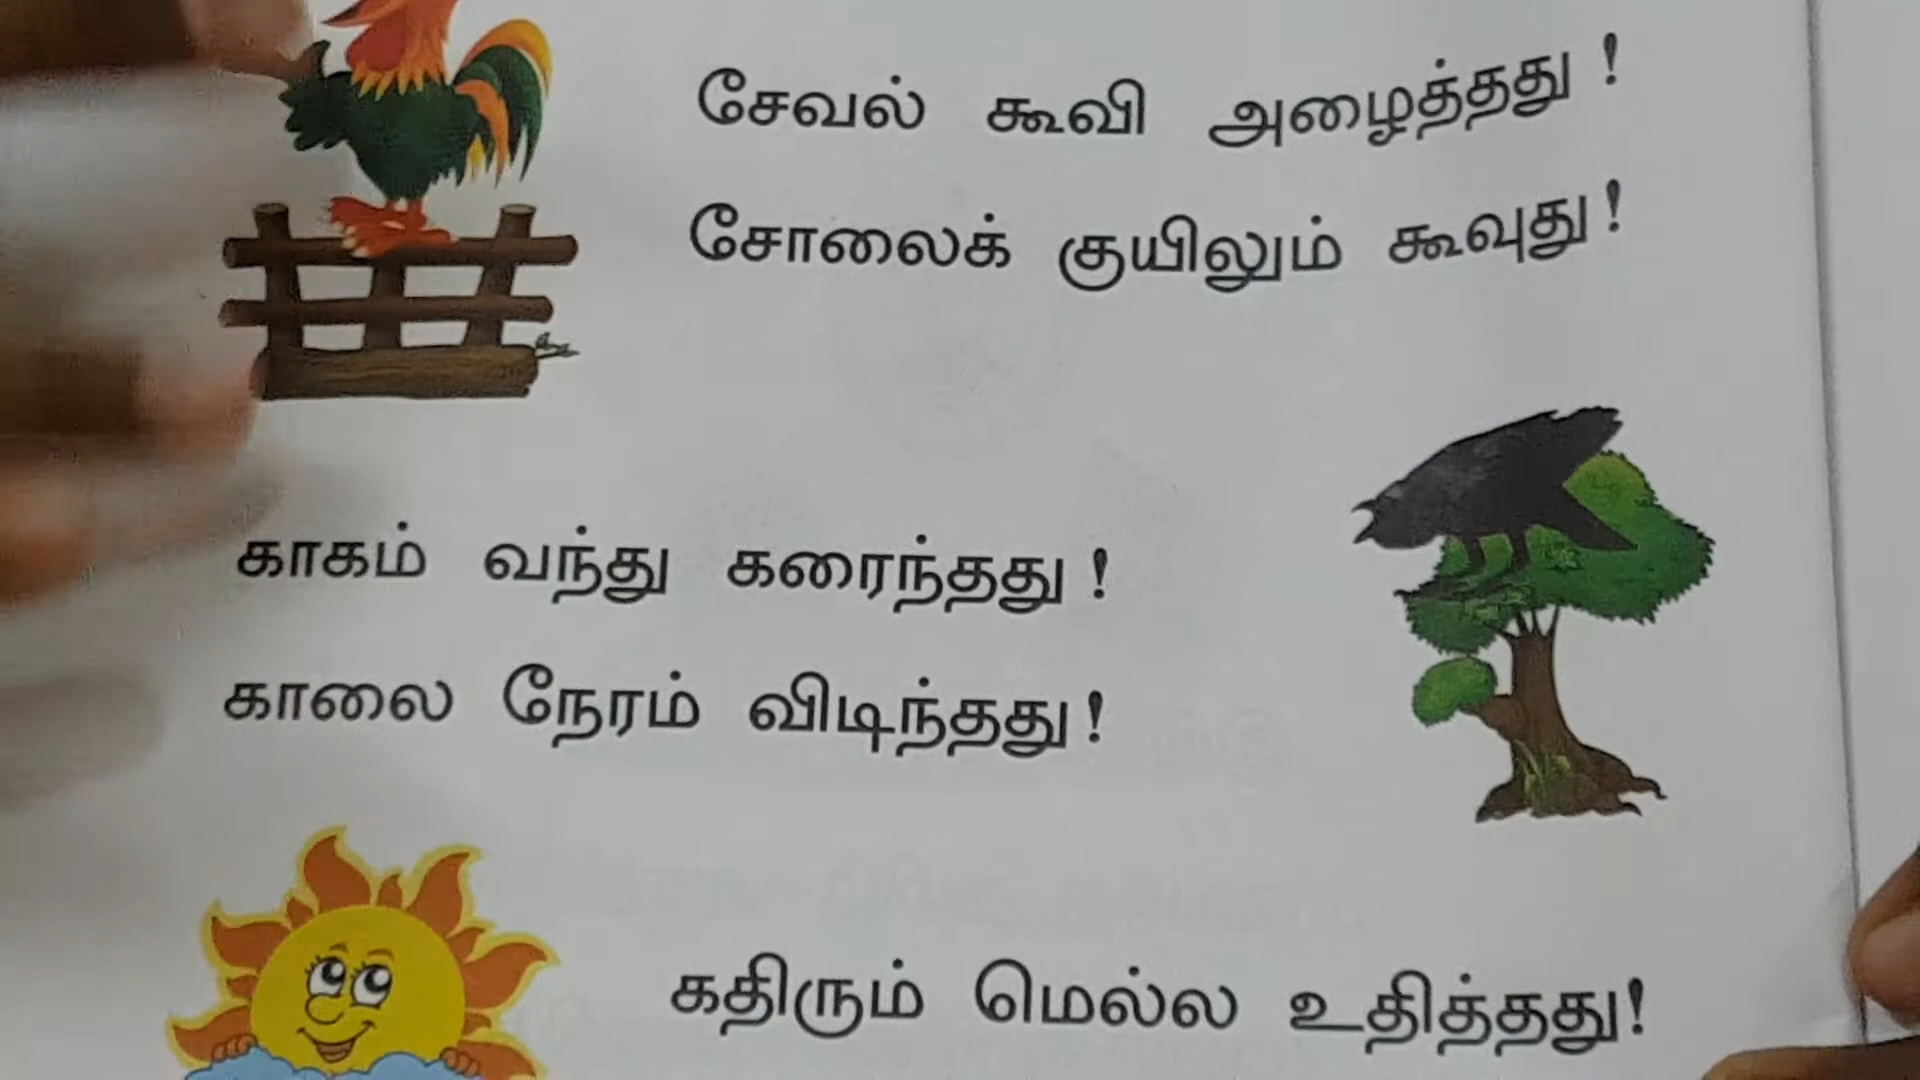 சேவல் கூவி அழைத்தது !
சோலைக் குயிலும் கூவுது !
காகம் வந்து கரைந்தது !
காலை நேரம் விடிந்தது !
கதிரும் மெல்ல உதித்தது!